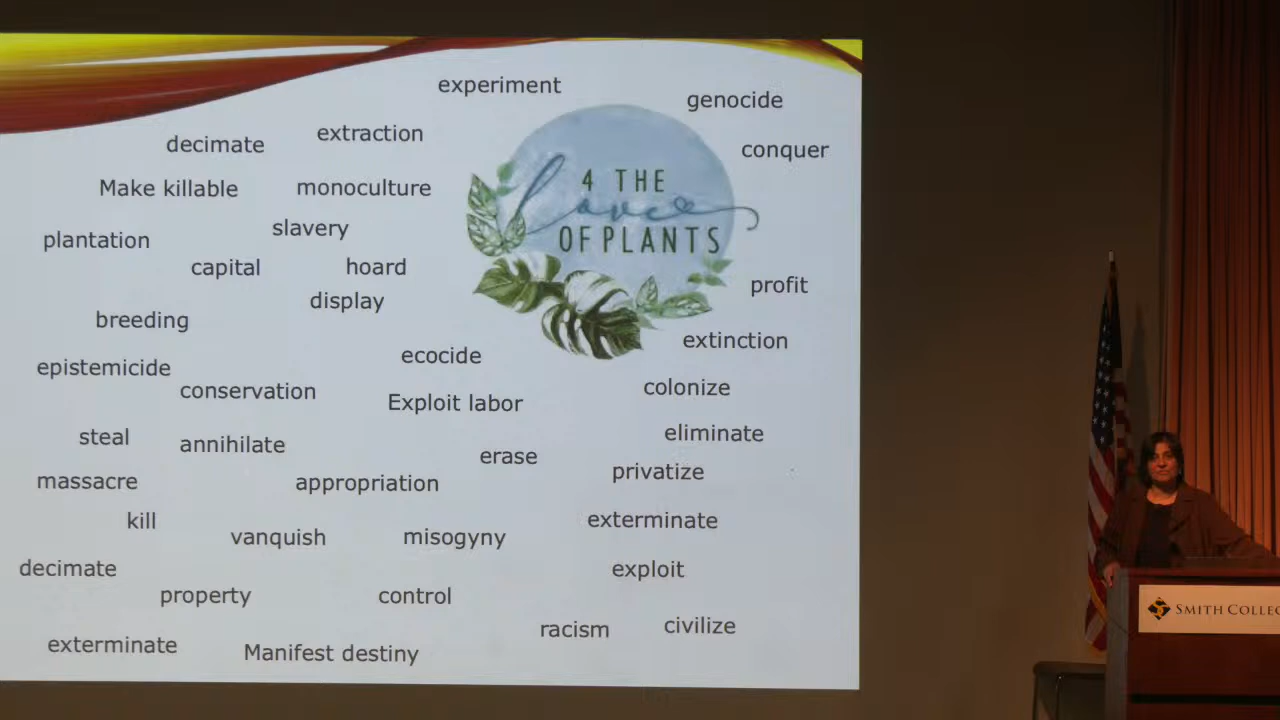 experiment
genocide
decimate
extraction
conquer
Make killable
monoculture
4 THE
love
OF PLANTS
plantation
slavery
capital
hoard
display
profit
breeding
extinction
epistemicide
ecocide
conservation
Exploit labor
colonize
steal
annihilate
eliminate
erase
massacre
appropriation
privatize
kill
vanquish
misogyny
exterminate
decimate
exploit
property
control
racism
civilize
exterminate
Manifest destiny
SMITH COLLEG